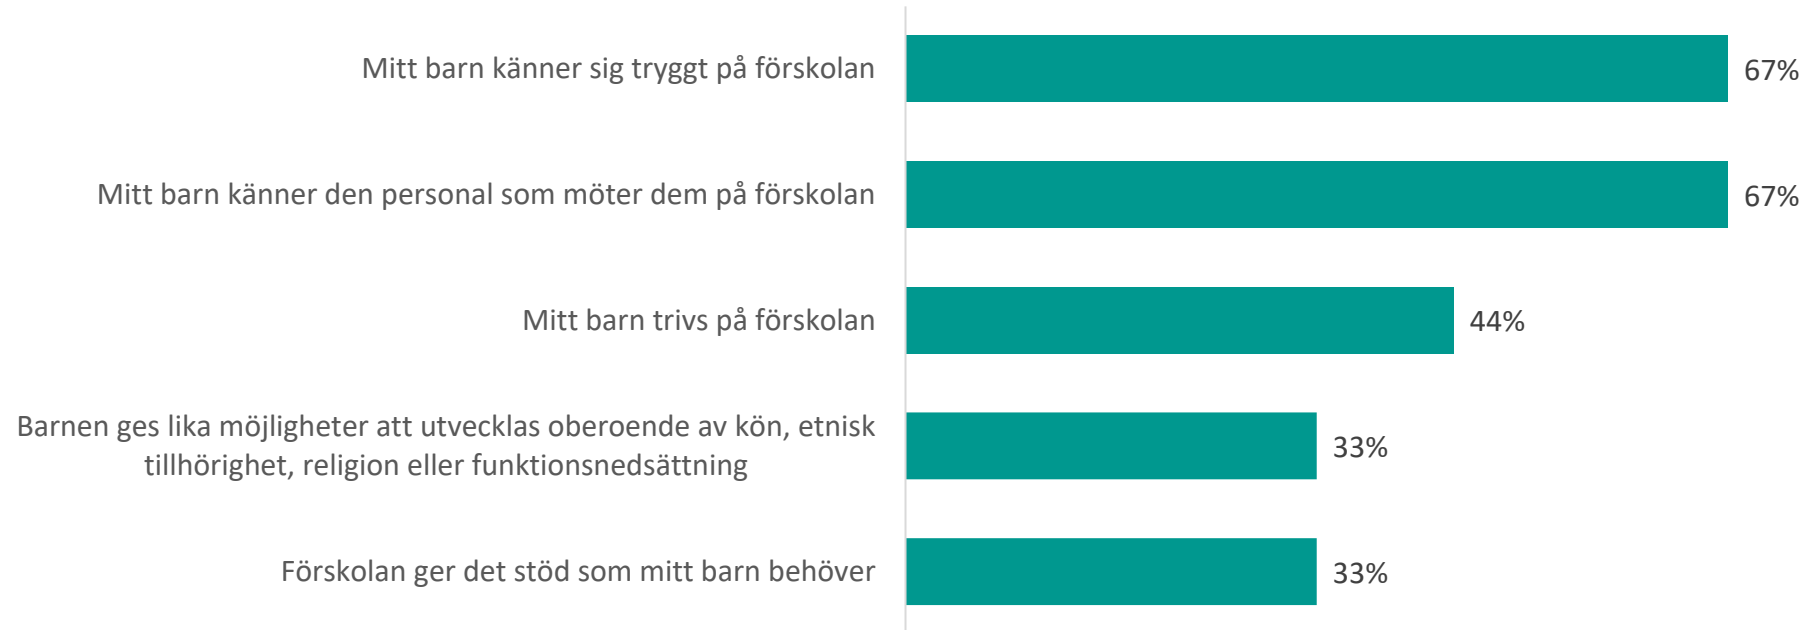 Mitt barn känner sig tryggt på förskolan
67%
Mitt barn känner den personal som möter dem på förskolan
67%
Mitt barn trivs på förskolan
44%
Barnen ges lika möjligheter att utvecklas oberoende av kön, etnisk
tillhörighet, religion eller funktionsnedsättning
33%
Förskolan ger det stöd som mitt barn behöver
33%